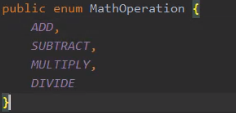 public enum MathOperation {
    ADD,
    SUBTRACT,
    MULTIPLY,
    DIVIDE
}